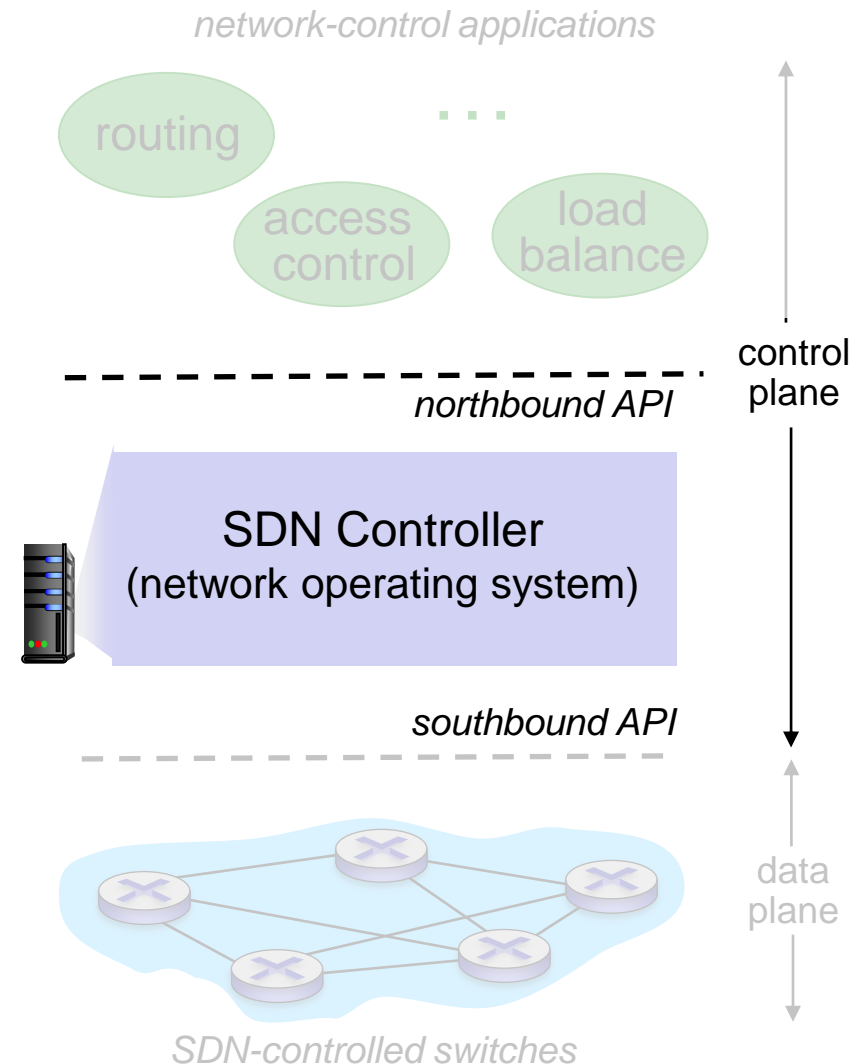 network-control applications
routing
. . .
access
control
load
balance
control
plane
northbound API
SDN Controller
(network operating system)
southbound API
data
plane
SDN-controlled switches